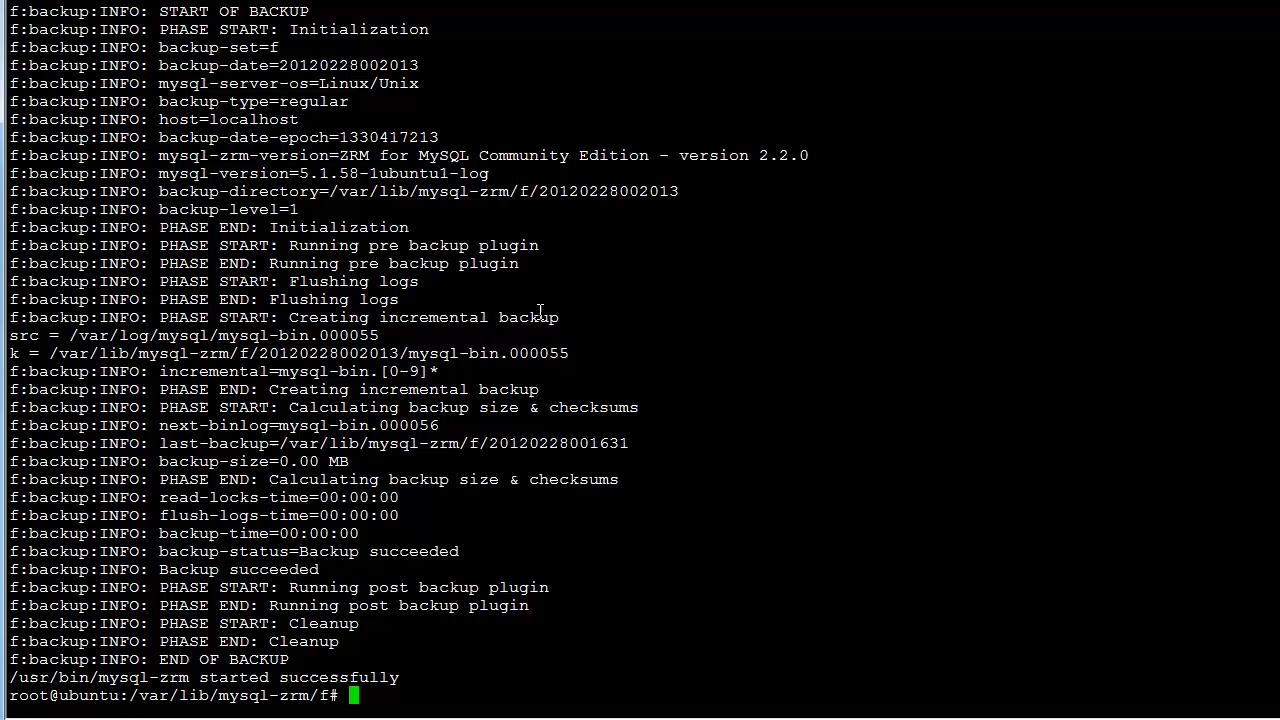 f:backup:INFO: START OF BACKUP
f:backup:INFO: PHASE START: Initialization
f:backup:INFO: backup-set=f
f:backup:INFO: backup-date=20120228002013
f:backup:INFO: mysql-server-os=Linux/Unix
f:backup:INFO: backup-type=regular
f:backup:INFO: host=localhost
f:backup:INFO: backup-date-epoch=1330417213
f:backup:INFO: mysql-zrm-version=ZRM for MySQL Community Edition - version 2.2.0
f:backup:INFO: mysql-version=5.1.58-1ubuntu1-log
f:backup:INFO: backup-directory=/var/lib/mysql-zrm/f/20120228002013
f:backup:INFO: backup-level=1
f:backup:INFO: PHASE END: Initialization
f:backup:INFO: PHASE START: Running pre backup plugin
f:backup:INFO: PHASE END: Running pre backup plugin
f:backup:INFO: PHASE START: Flushing logs
f:backup:INFO: PHASE END: Flushing logs
f:backup:INFO: PHASE START: Creating incremental backup
src = /var/log/mysql/mysql-bin.000055
k = /var/lib/mysql-zrm/f/20120228002013/mysql-bin.000055
f:backup:INFO: incremental=mysql-bin.[0-9]*
f:backup:INFO: PHASE END: Creating incremental backup
f:backup:INFO: PHASE START: Calculating backup size & checksums
f:backup:INFO: next-binlog=mysql-bin.000056
f:backup:INFO: last-backup=/var/lib/mysql-zrm/f/20120228001631
f:backup:INFO: backup-size=0.00 MB
f:backup:INFO: PHASE END: Calculating backup size & checksums
f:backup:INFO: read-locks-time=00:00:00
f:backup:INFO: flush-logs-time=00:00:00
f:backup:INFO: backup-time=00:00:00
f:backup:INFO: backup-status=Backup succeeded
f:backup:INFO: Backup succeeded
f:backup:INFO: PHASE START: Running post backup plugin
f:backup:INFO: PHASE END: Running post backup plugin
f:backup:INFO: PHASE START: Cleanup
f:backup:INFO: PHASE END: Cleanup
f:backup:INFO: END OF BACKUP
/usr/bin/mysql-zrm started successfully
root@ubuntu:/var/lib/mysql-zrm/f#